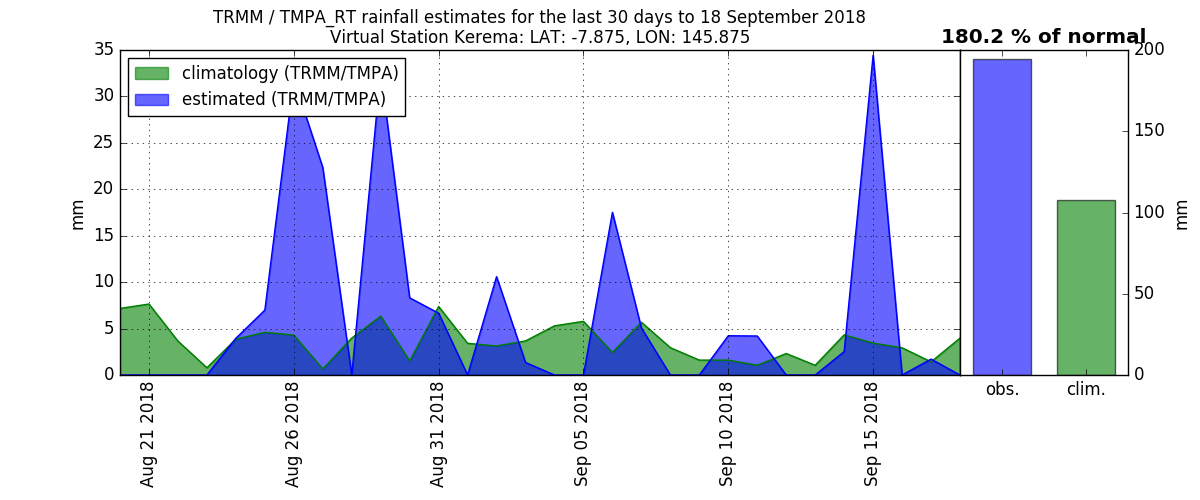 TRMM / TMPA_RT rainfall estimates for the last 30 days to 18 September 2018
Virtual Station Kerema: LAT: -7.875, LON: 145.875
180.2 % of normal
climatology (TRMM/TMPA)
estimated (TRMM/TMPA)
mm
35
30
25
20
15
10
5
0
Aug 21 2018
Aug 26 2018
Aug 31 2018
Sep 05 2018
Sep 10 2018
Sep 15 2018
200
150
100
50
0
mm
obs.
clim.